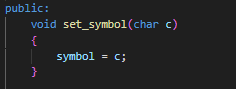 public:
    void set_symbol(char c)
    {
        symbol = c;
    }